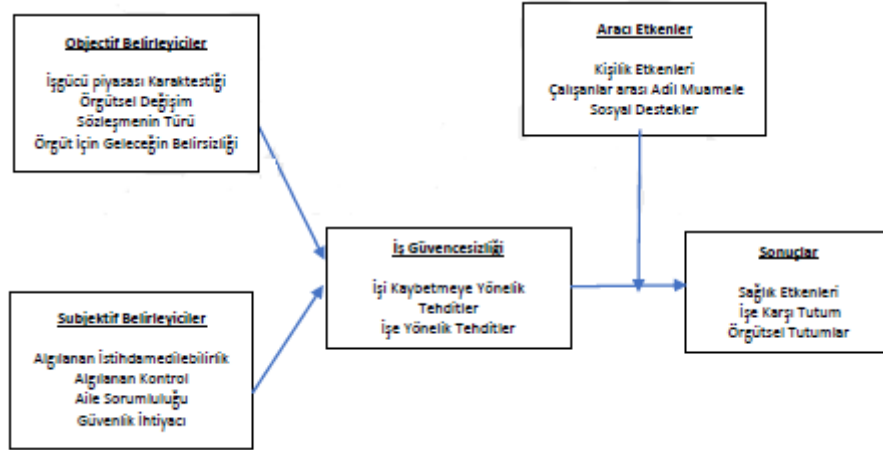 Objectif Belirleyiciler
İşgücü piyasası Karaktestiği
Örgütsel Değişim
Sözleşmenin Türü
Örgüt İçin Geleceğin Belirsizliği
Aracı Etkenler
Kişilik Etkenleri
Çalışanlar arası Adil Muamele
Sosyal Destekler
İş Güvencesizliği
İşi Kaybetmeye Yönelik
Tehditler
İşe Yönelik Tehditler
Sonuçlar
Sağlık Etkenleri
İşe Karşı Tutum
Örgütsel Tutumlar
Subjektif Belirleyiciler
Algılanan İstihdamedilebilirlik
Algılanan Kontrol
Aile Sorumluluğu
Güvenlik İhtiyacı